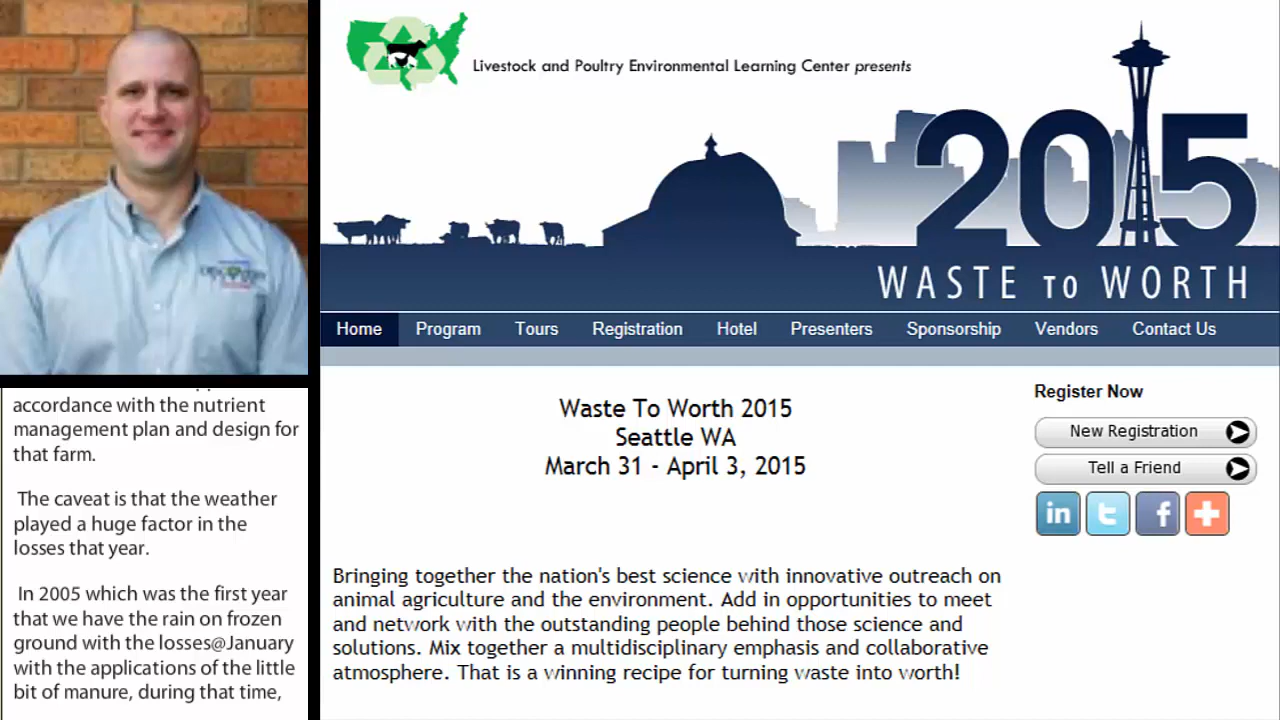 Livestock and Poultry Environmental Learning Center presents
2015
WASTE TO WORTH
Home Program Tours Registration Hotel Presenters Sponsorship Vendors Contact Us
accordance with the nutrient
management plan and design for
that farm.
The caveat is that the weather
played a huge factor in the
losses that year.
In 2005 which was the first year
that we have the rain on frozen
ground with the losses@January
with the applications of the little
bit of manure, during that time,
Waste To Worth 2015
Seattle WA
March 31 - April 3, 2015
Bringing together the nation's best science with innovative outreach on
animal agriculture and the environment. Add in opportunities to meet
and network with the outstanding people behind those science and
solutions. Mix together a multidisciplinary emphasis and collaborative
atmosphere. That is a winning recipe for turning waste into worth!
Register Now
New Registration
Tell a Friend
in t f